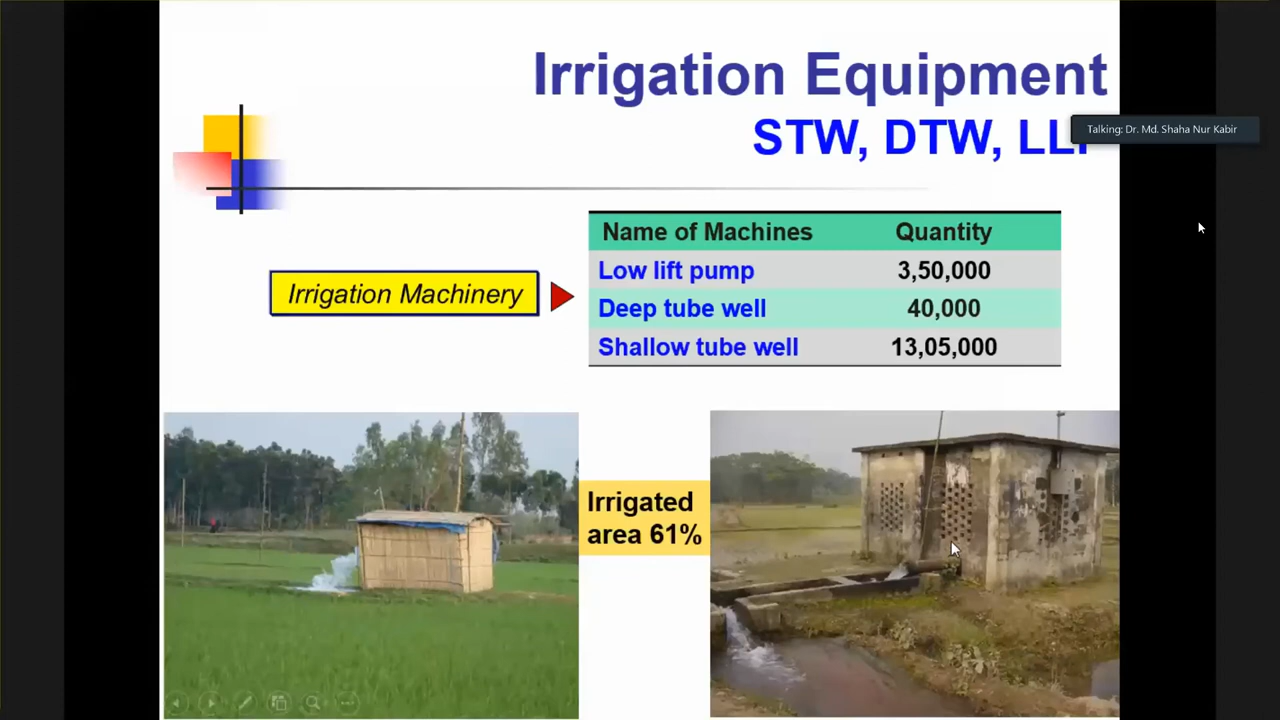 Irrigation Equipment
STW, DTW, LLP
Talking: Dr. Md. Shaha Nur Kabir
Name of Machines Quantity
Irrigation Machinery
Low lift pump 3,50,000
Deep tube well 40,000
Shallow tube well 13,05,000
Irrigated
area 61%